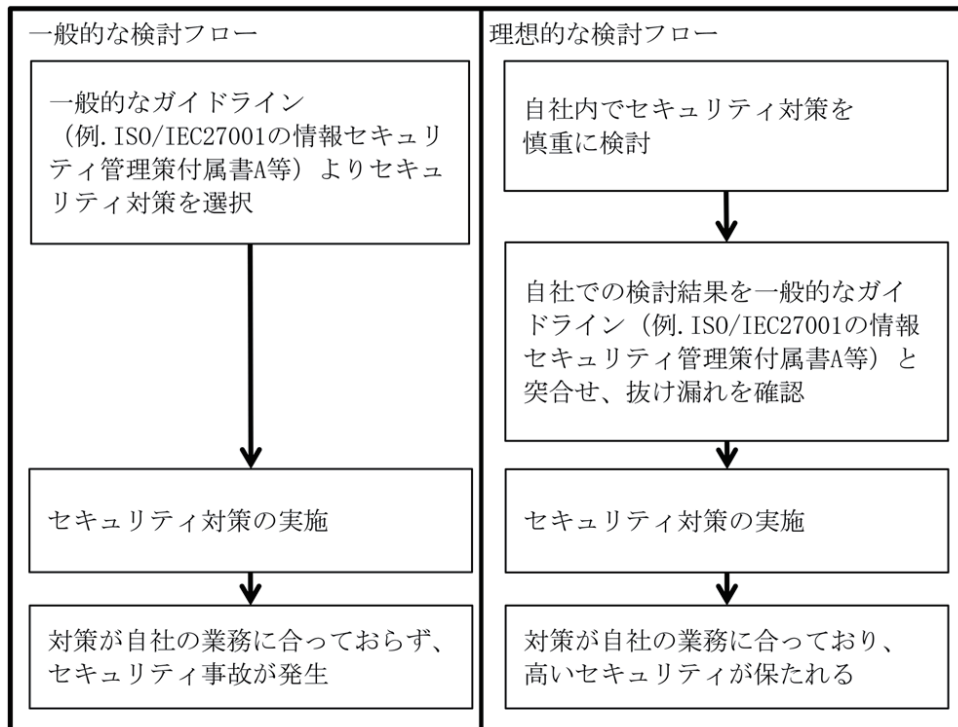 一般的な検討フロー
一般的なガイドライン
（例.ISO/IEC27001の情報セキュリ
ティ管理策付属書A等）よりセキュ
リティ対策を選択
セキュリティ対策の実施
対策が自社の業務に合っておらず、
セキュリティ事故が発生
理想的な検討フロー
自社内でセキュリティ対策を
慎重に検討
自社での検討結果を一般的なガイ
ドライン（例.ISO/IEC27001の情報
セキュリティ管理策付属書A等）と
突合せ、抜け漏れを確認
セキュリティ対策の実施
対策が自社の業務に合っており、
高いセキュリティが保たれる